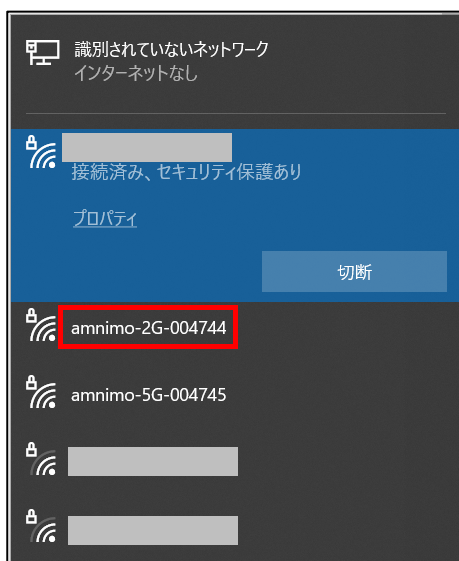 識別されていないネットワーク
インターネットなし
接続済み、セキュリティ保護あり
プロパティ
切断
amnimo-2G-004744
amnimo-5G-004745